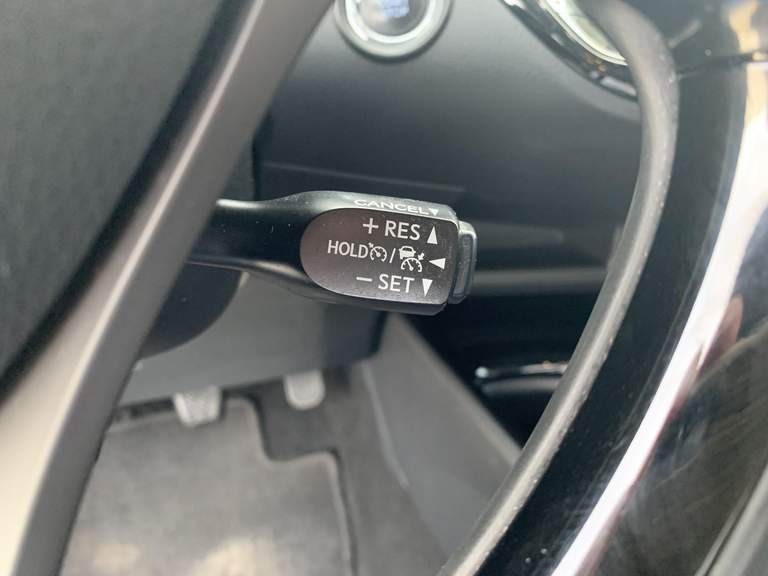 CANCEL▼
+ RES ▲
HOLD / ◀
− SET ▼